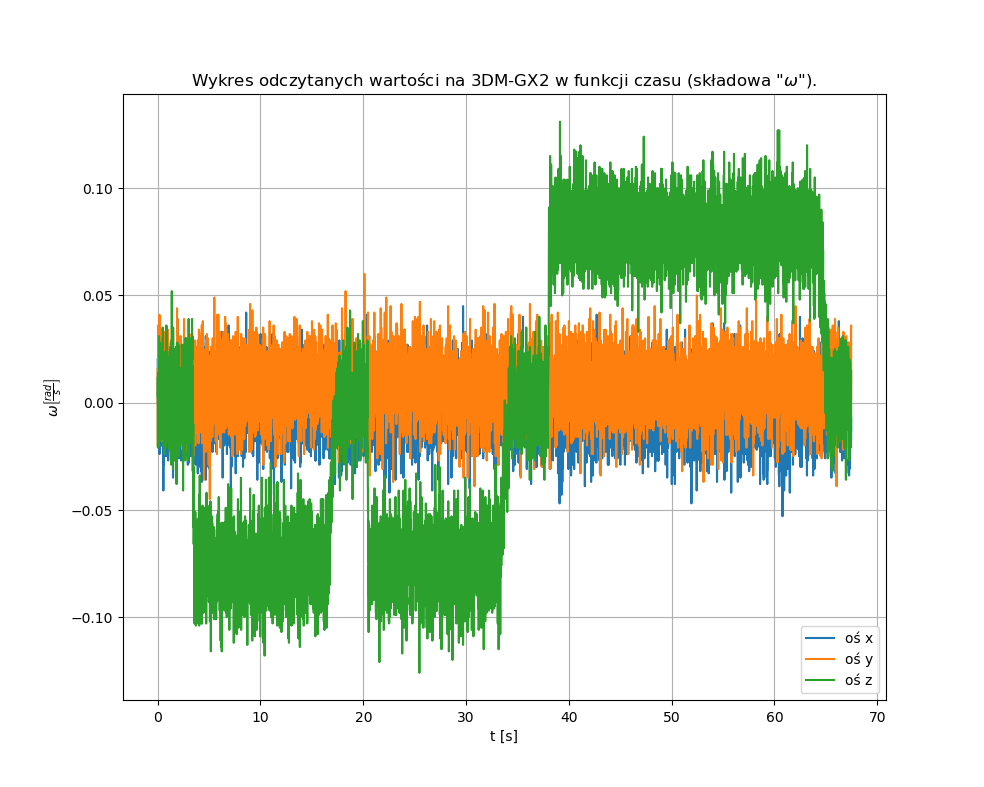 Wykres odczytanych wartości na 3DM-GX2 w funkcji czasu (składowa "ω").
0.10
0.05
0.00
−0.05
−0.10
ω[rad/s]
0 10 20 30 40 50 60 70
t [s]
oś x
oś y
oś z